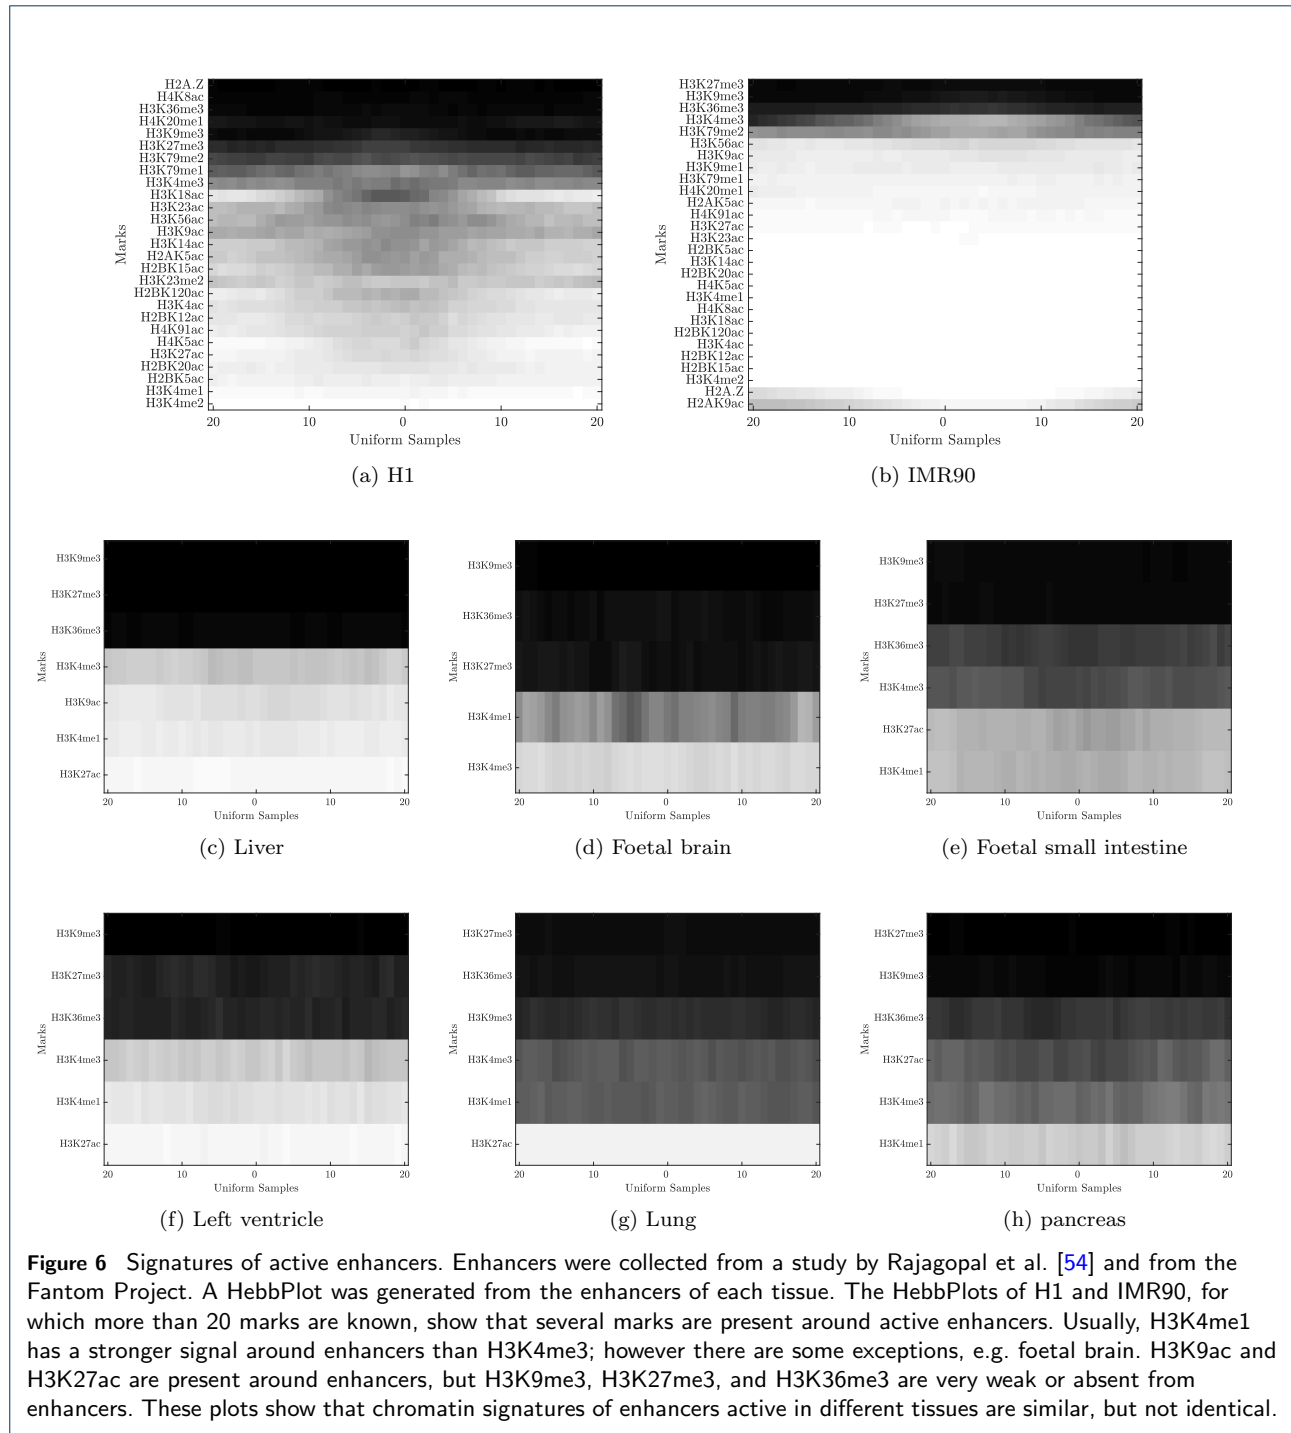 H2A.Z
H4K8ac
H3K36me3
H4K20me1
H3K9me3
H3K27me3
H3K79me2
H3K79me1
H3K4me3
H3K18ac
H3K23ac
H3K56ac
H3K9ac
H3K14ac
H2AK5ac
H2BK15ac
H3K23me2
H2BK120ac
H3K4ac
H2BK12ac
H4K91ac
H4K5ac
H3K27ac
H2BK20ac
H2BK5ac
H3K4me1
H3K4me2
Marks
20 10 0 10 20
Uniform Samples
(a) H1
H3K27me3
H3K9me3
H3K36me3
H3K4me3
H3K79me2
H3K56ac
H3K9ac
H3K9me1
H3K79me1
H4K20me1
H2AK5ac
H4K91ac
H3K27ac
H3K23ac
H2BK5ac
H3K14ac
H2BK20ac
H4K5ac
H3K4me1
H4K8ac
H3K18ac
H2BK120ac
H3K4ac
H2BK12ac
H2BK15ac
H3K4me2
H2A.Z
H2AK9ac
Marks
20 10 0 10 20
Uniform Samples
(b) IMR90
H3K9me3
H3K27me3
H3K36me3
H3K4me3
H3K9ac
H3K4me1
H3K27ac
Marks
20 10 0 10 20
Uniform Samples
(c) Liver
H3K9me3
H3K36me3
H3K27me3
H3K4me1
H3K4me3
Marks
20 10 0 10 20
Uniform Samples
(d) Foetal brain
H3K9me3
H3K27me3
H3K36me3
H3K4me3
H3K27ac
H3K4me1
Marks
20 10 0 10 20
Uniform Samples
(e) Foetal small intestine
H3K9me3
H3K27me3
H3K36me3
H3K4me3
H3K4me1
H3K27ac
Marks
20 10 0 10 20
Uniform Samples
(f) Left ventricle
H3K27me3
H3K36me3
H3K9me3
H3K4me3
H3K4me1
H3K27ac
Marks
20 10 0 10 20
Uniform Samples
(g) Lung
H3K27me3
H3K9me3
H3K36me3
H3K27ac
H3K4me3
H3K4me1
Marks
20 10 0 10 20
Uniform Samples
(h) pancreas
Figure 6 Signatures of active enhancers. Enhancers were collected from a study by Rajagopal et al. [54] and from the
Fantom Project. A HebbPlot was generated from the enhancers of each tissue. The HebbPlots of H1 and IMR90, for
which more than 20 marks are known, show that several marks are present around active enhancers. Usually, H3K4me1
has a stronger signal around enhancers than H3K4me3; however there are some exceptions, e.g. foetal brain. H3K9ac and
H3K27ac are present around enhancers, but H3K9me3, H3K27me3, and H3K36me3 are very weak or absent from
enhancers. These plots show that chromatin signatures of enhancers active in different tissues are similar, but not identical.